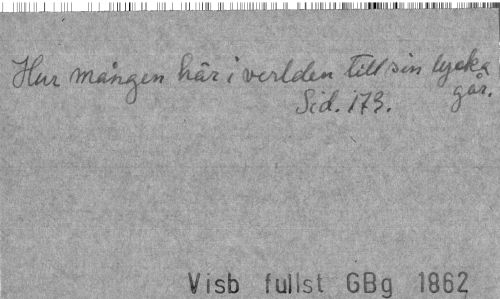 Hur mången här i verlden till sin lycka
går.
Sid. 173.
Visb fullst GBg 1862